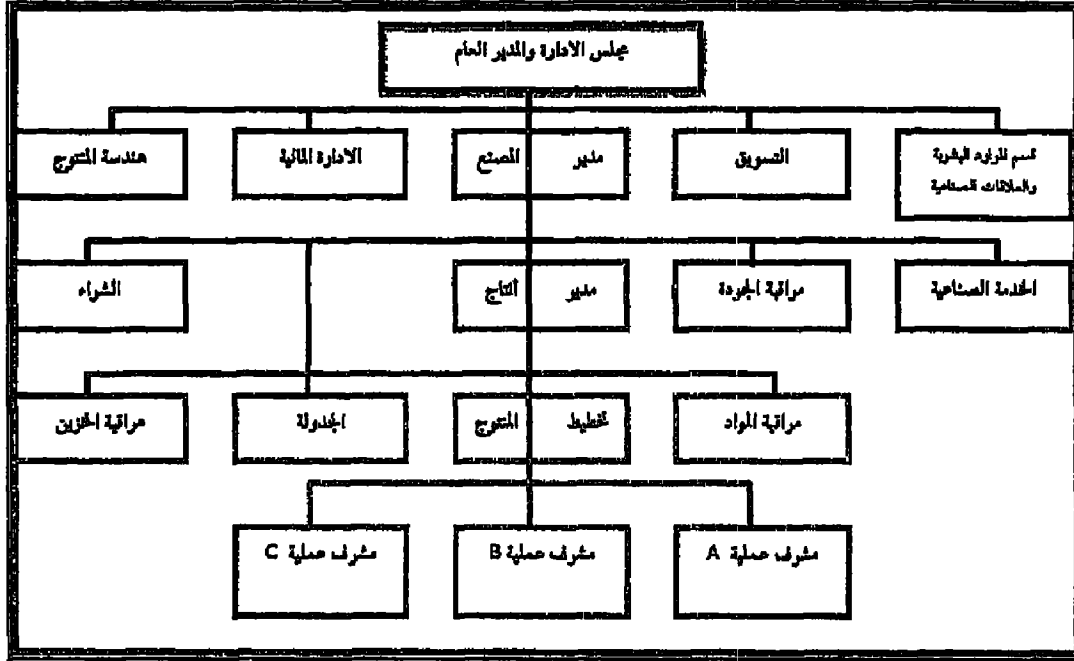 مجلس الادارة والمدير العام
قسم الموارد البشرية
والعلاقات الصناعية
التسويق
مدير المصنع
الادارة المالية
هندسة المنتوج
الخدمة الصناعية
مراقبة الجودة
مدير انتاج
الشراء
مراقبة المواد
تخطيط المنتوج
الجدولة
مراقبة الخزين
مشرف عملية A
مشرف عملية B
مشرف عملية C